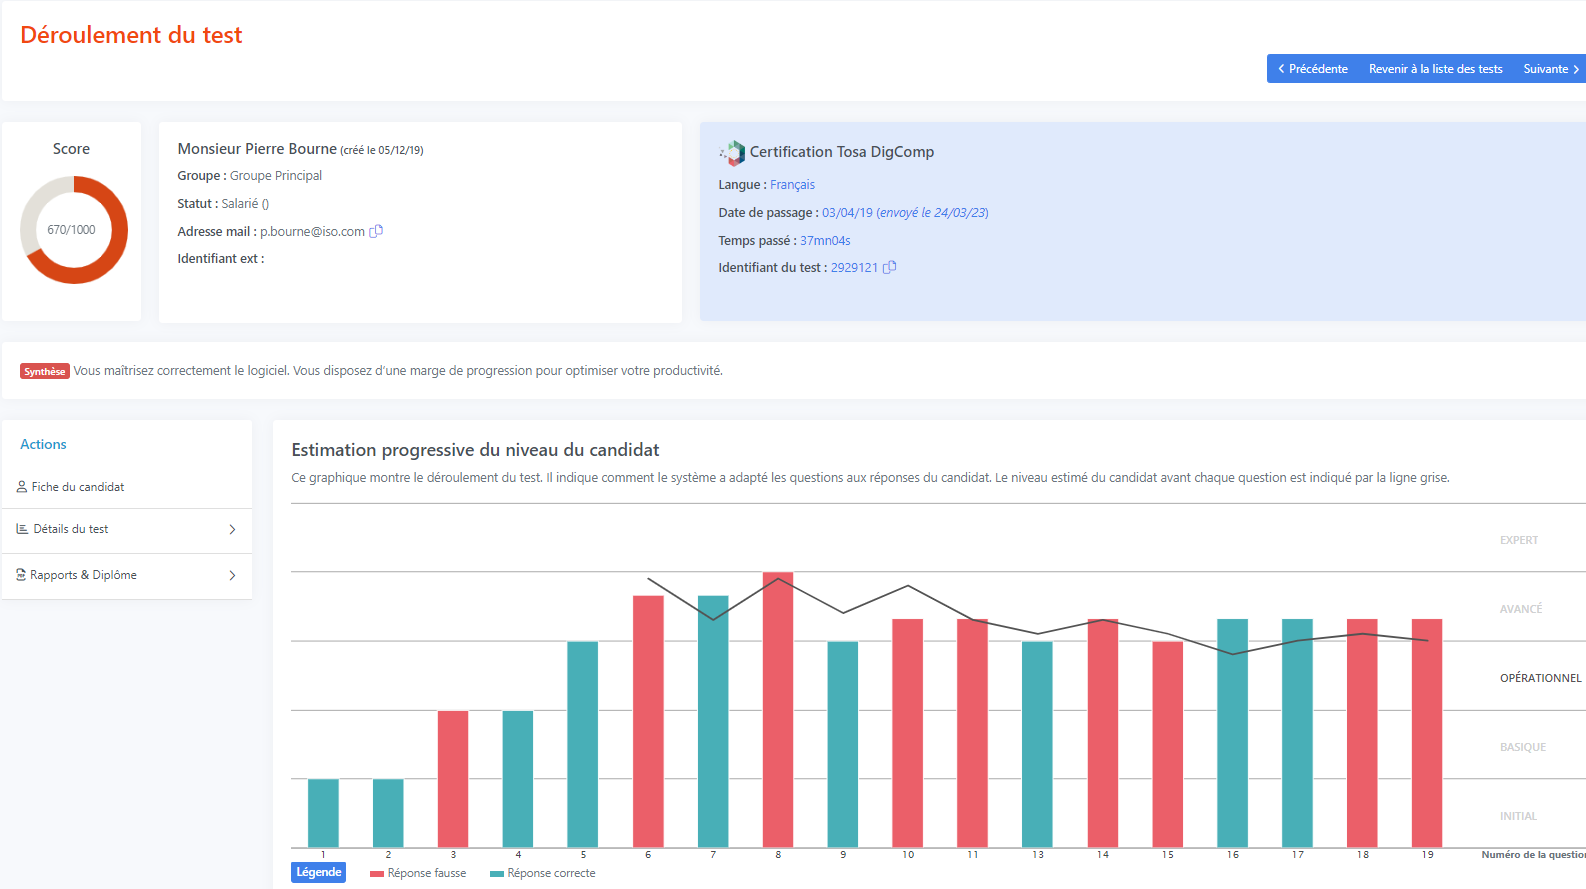 Déroulement du test
Précédente
Revenir à la liste des tests
Suivante
Score
670/1000
Monsieur Pierre Bourne (créé le 05/12/19)
Groupe : Groupe Principal
Statut : Salarié ()
Adresse mail : p.bourne@iso.com
Identifiant ext :
Certification Tosa DigComp
Langue : Français
Date de passage : 03/04/19 (envoyé le 24/03/23)
Temps passé : 37mn04s
Identifiant du test : 2929121
Synthèse Vous maîtrisez correctement le logiciel. Vous disposez d’une marge de progression pour optimiser votre productivité.
Actions
Fiche du candidat
Détails du test
Rapports & Diplôme
Estimation progressive du niveau du candidat
Ce graphique montre le déroulement du test. Il indique comment le système a adapté les questions aux réponses du candidat. Le niveau estimé du candidat avant chaque question est indiqué par la ligne grise.
EXPERT
AVANCÉ
OPÉRATIONNEL
BASIQUE
INITIAL
1 2 3 4 5 6 7 8 9 10 11 13 14 15 16 17 18 19 Numéro de la question
Légende Réponse fausse Réponse correcte